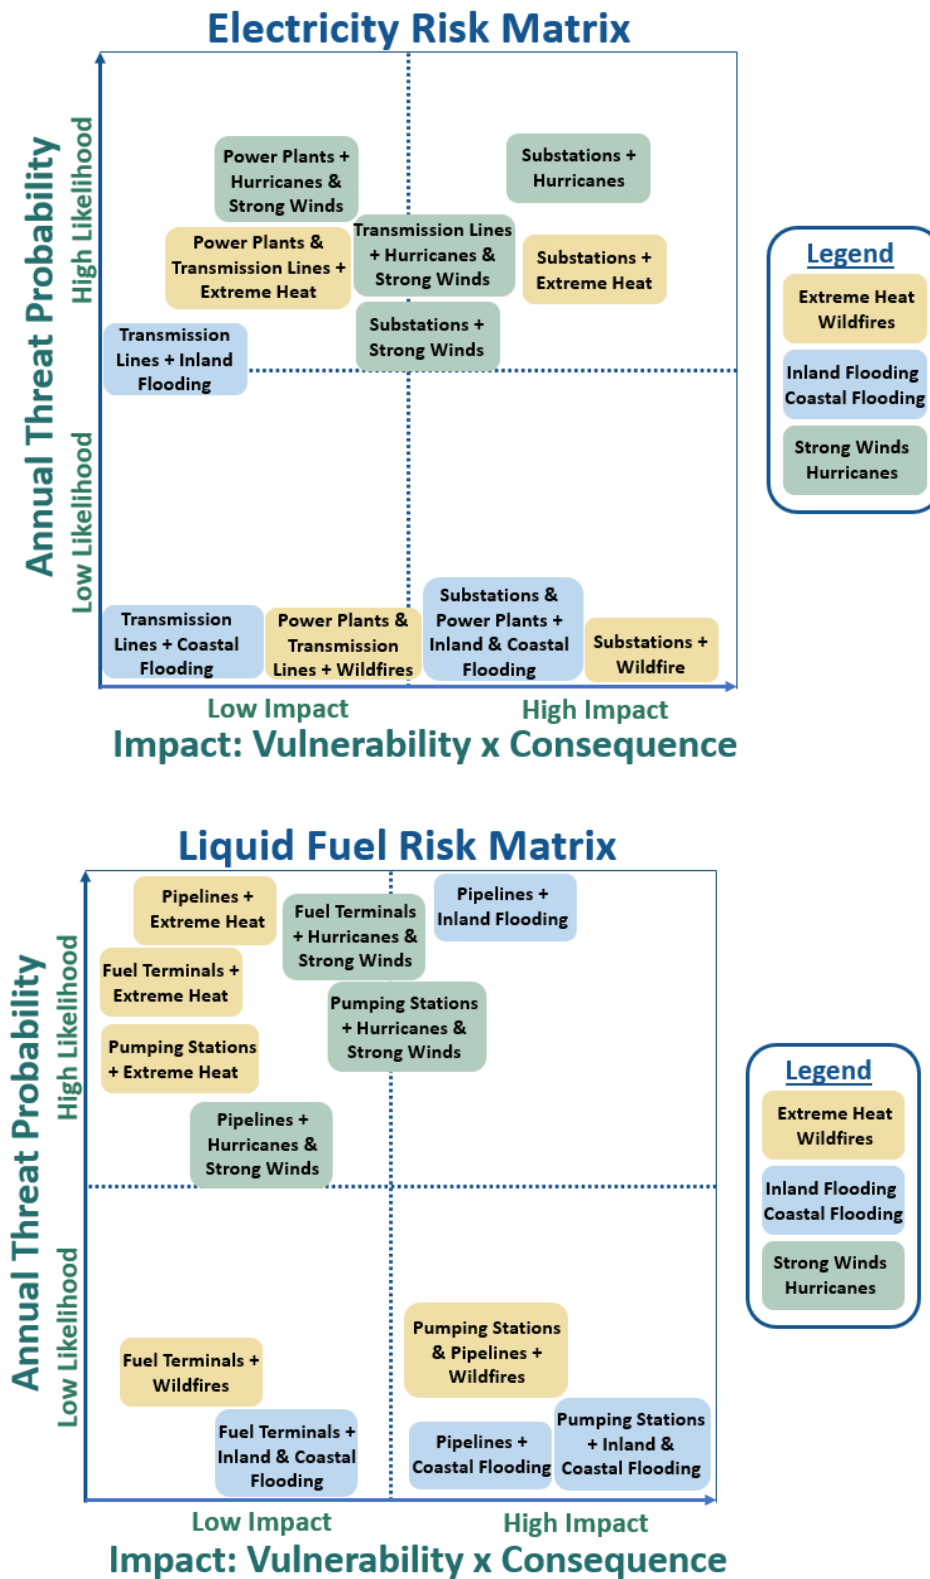 Electricity Risk Matrix
Annual Threat Probability
High Likelihood
Low Likelihood
Power Plants +
Hurricanes &
Strong Winds
Substations +
Hurricanes
Power Plants &
Transmission Lines +
Extreme Heat
Transmission Lines
+ Hurricanes &
Strong Winds
Substations +
Extreme Heat
Transmission
Lines + Inland
Flooding
Substations +
Strong Winds
Transmission
Lines + Coastal
Flooding
Power Plants &
Transmission
Lines + Wildfires
Substations &
Power Plants +
Inland & Coastal
Flooding
Substations +
Wildfire
Low Impact
High Impact
Impact: Vulnerability x Consequence
Legend
Extreme Heat
Wildfires
Inland Flooding
Coastal Flooding
Strong Winds
Hurricanes
Liquid Fuel Risk Matrix
Annual Threat Probability
High Likelihood
Low Likelihood
Pipelines +
Extreme Heat
Fuel Terminals
+ Hurricanes &
Strong Winds
Pipelines +
Inland Flooding
Fuel Terminals +
Extreme Heat
Pumping Stations
+ Hurricanes &
Strong Winds
Pumping Stations
+ Extreme Heat
Pipelines +
Hurricanes &
Strong Winds
Fuel Terminals +
Wildfires
Pumping Stations
& Pipelines +
Wildfires
Fuel Terminals +
Inland & Coastal
Flooding
Pipelines +
Coastal Flooding
Pumping Stations
+ Inland &
Coastal Flooding
Low Impact
High Impact
Impact: Vulnerability x Consequence
Legend
Extreme Heat
Wildfires
Inland Flooding
Coastal Flooding
Strong Winds
Hurricanes